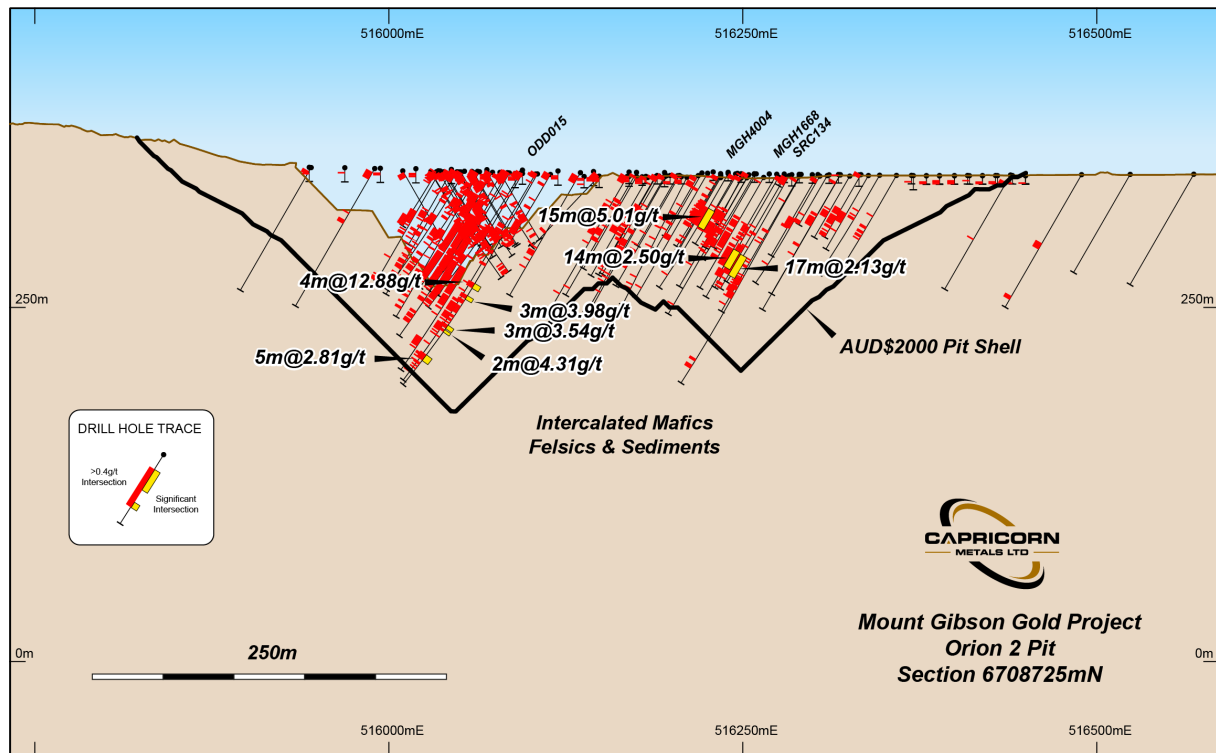 516000mE
516250mE
516500mE
ODD015
MGH4004
MGH1668
SRC134
15m@5.01g/t
14m@2.50g/t
17m@2.13g/t
4m@12.88g/t
3m@3.98g/t
3m@3.54g/t
2m@4.31g/t
5m@2.81g/t
250m
250m
AUD$2000 Pit Shell
Intercalated Mafics
Felsics & Sediments
DRILL HOLE TRACE
>0.4g/t
Intersection
Significant
Intersection
CAPRICORN
METALS LTD
Mount Gibson Gold Project
Orion 2 Pit
Section 6708725mN
0m
0m
250m
516000mE
516250mE
516500mE